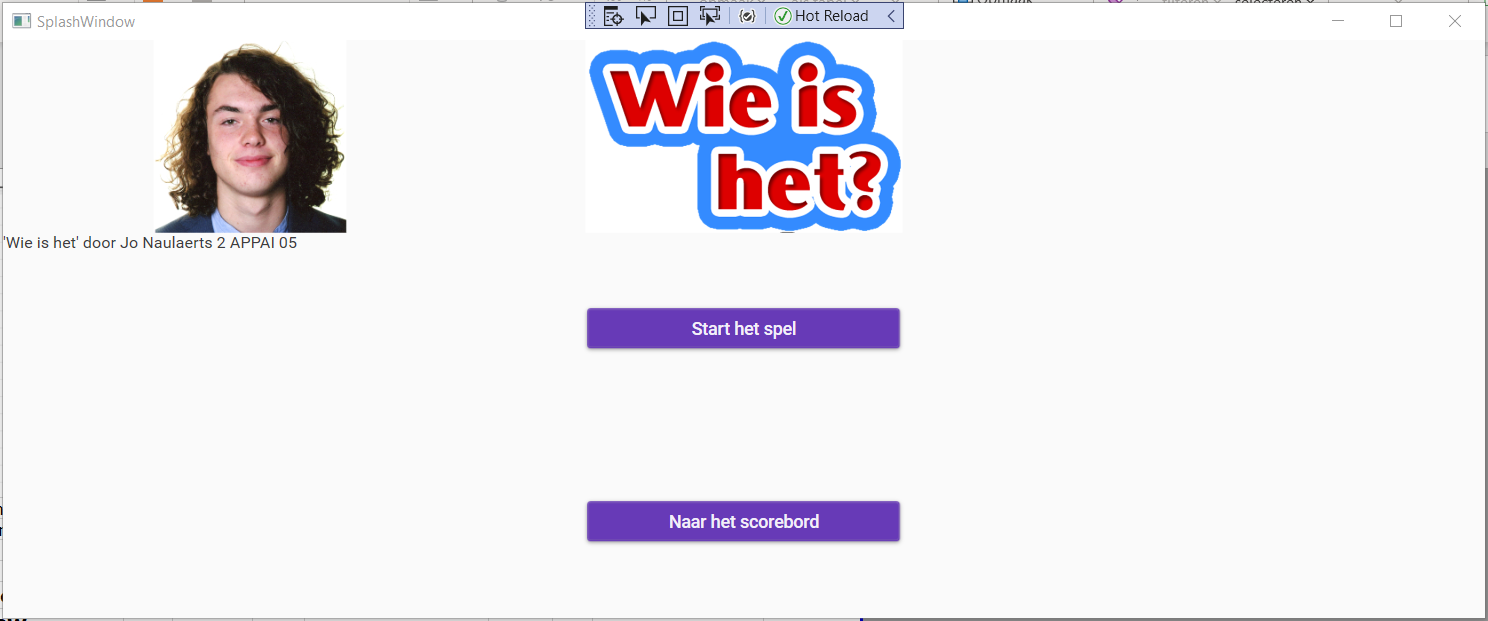 SplashWindow
Hot Reload
Wie is
het?
'Wie is het' door Jo Naulaerts 2 APPAI 05
Start het spel
Naar het scorebord